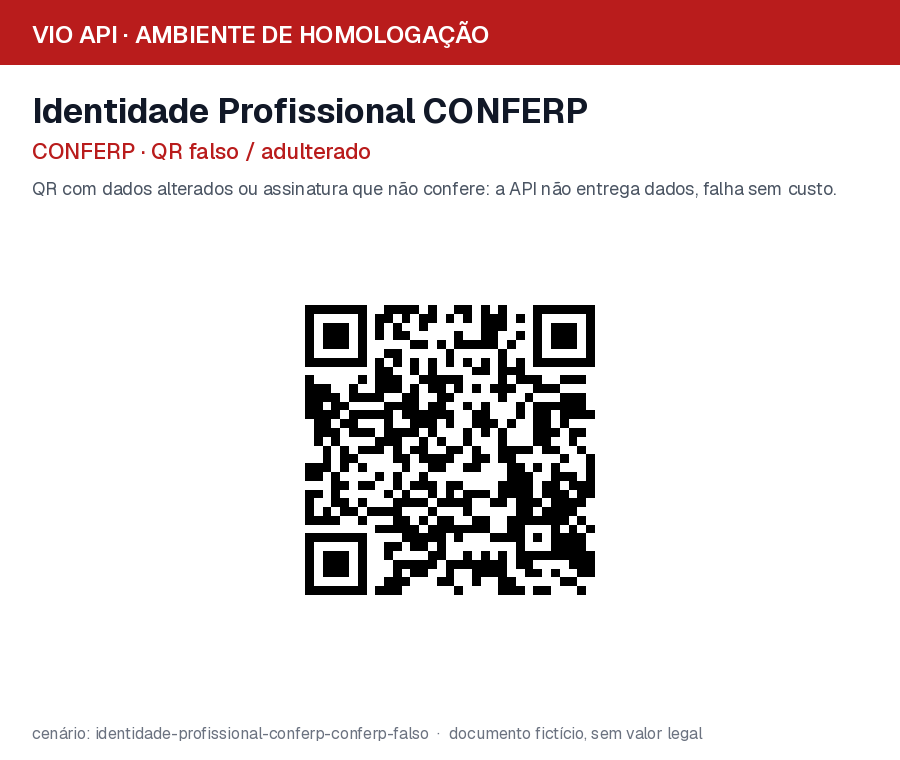 VIO API · AMBIENTE DE HOMOLOGAÇÃO
Identidade Profissional CONFERP
CONFERP · QR falso / adulterado
QR com dados alterados ou assinatura que não confere: a API não entrega dados, falha sem custo.
cenário: identidade-profissional-conferp-conferp-falso · documento fictício, sem valor legal